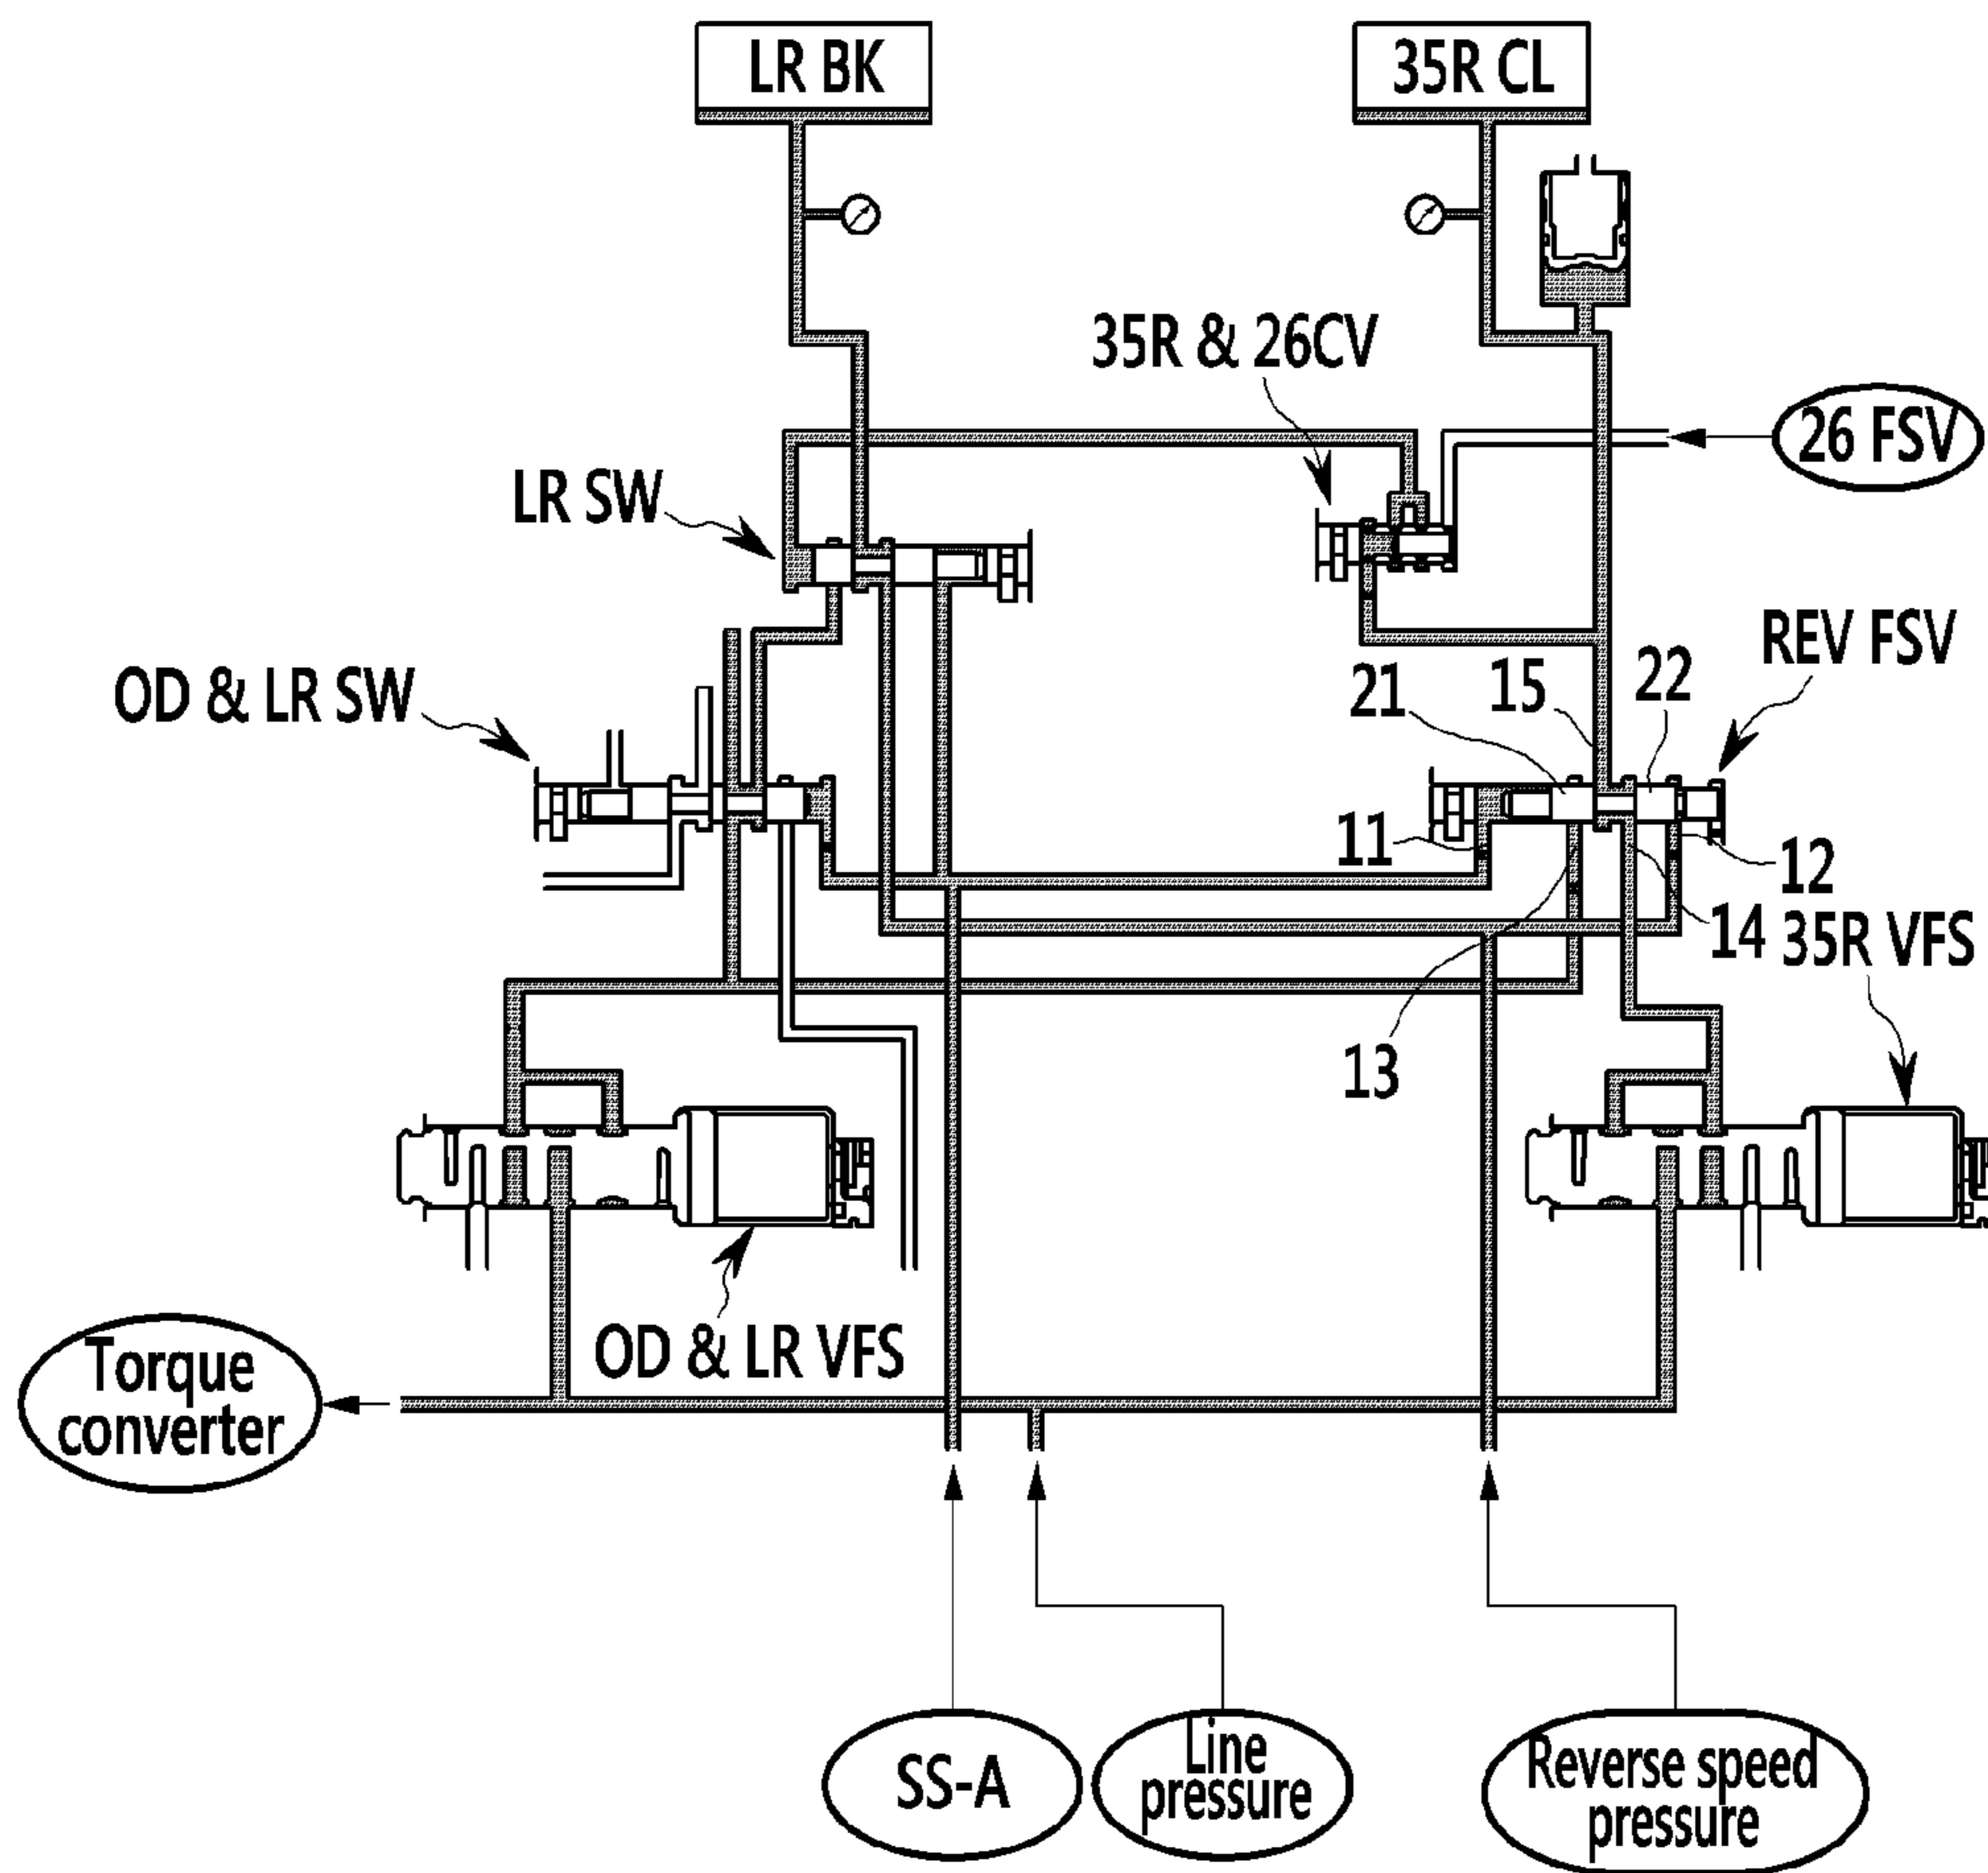 LR BK
35R CL
35R & 26CV
26 FSV
LR SW
REV FSV
OD & LR SW
21
15
22
11
12
14
35R VFS
13
OD & LR VFS
Torque
converter
SS-A
Line
pressure
Reverse speed
pressure